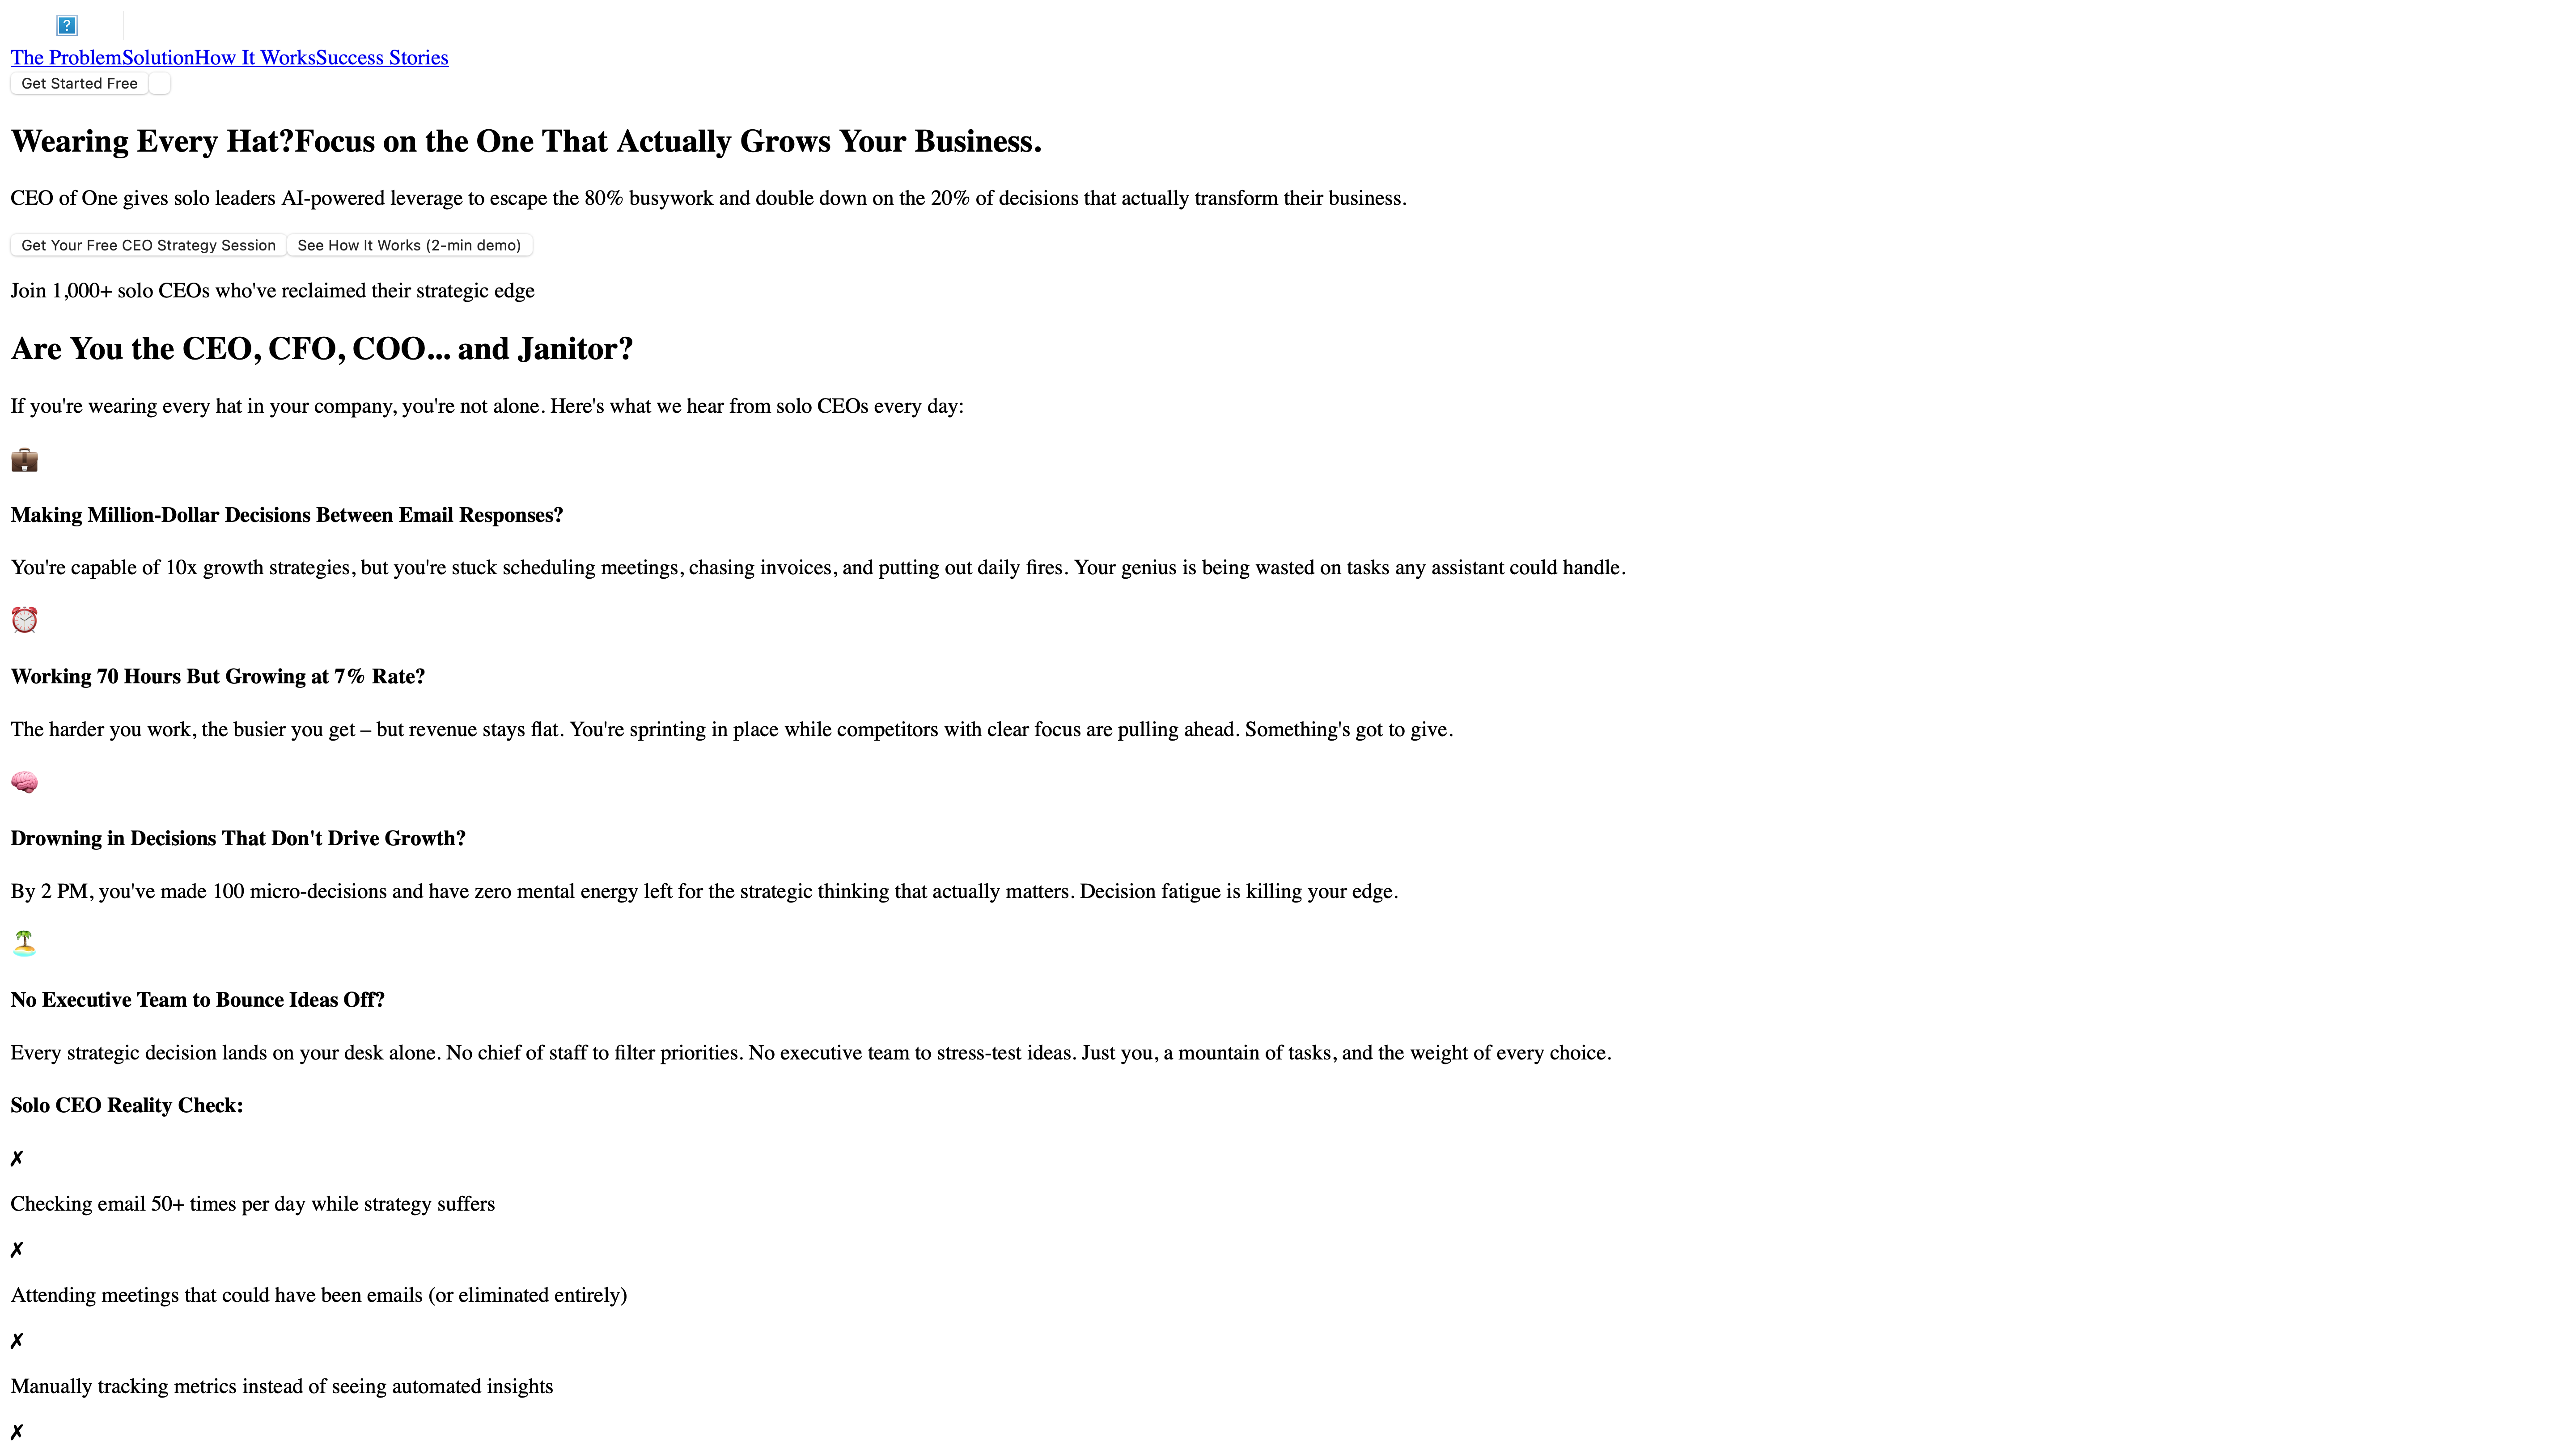 The ProblemSolutionHow It WorksSuccess Stories
Get Started Free
Wearing Every Hat?Focus on the One That Actually Grows Your Business.
CEO of One gives solo leaders AI-powered leverage to escape the 80% busywork and double down on the 20% of decisions that actually transform their business.
Get Your Free CEO Strategy Session See How It Works (2-min demo)
Join 1,000+ solo CEOs who've reclaimed their strategic edge
Are You the CEO, CFO, COO... and Janitor?
If you're wearing every hat in your company, you're not alone. Here's what we hear from solo CEOs every day:
Making Million-Dollar Decisions Between Email Responses?
You're capable of 10x growth strategies, but you're stuck scheduling meetings, chasing invoices, and putting out daily fires. Your genius is being wasted on tasks any assistant could handle.
Working 70 Hours But Growing at 7% Rate?
The harder you work, the busier you get – but revenue stays flat. You're sprinting in place while competitors with clear focus are pulling ahead. Something's got to give.
Drowning in Decisions That Don't Drive Growth?
By 2 PM, you've made 100 micro-decisions and have zero mental energy left for the strategic thinking that actually matters. Decision fatigue is killing your edge.
No Executive Team to Bounce Ideas Off?
Every strategic decision lands on your desk alone. No chief of staff to filter priorities. No executive team to stress-test ideas. Just you, a mountain of tasks, and the weight of every choice.
Solo CEO Reality Check:
✗
Checking email 50+ times per day while strategy suffers
✗
Attending meetings that could have been emails (or eliminated entirely)
✗
Manually tracking metrics instead of seeing automated insights
✗